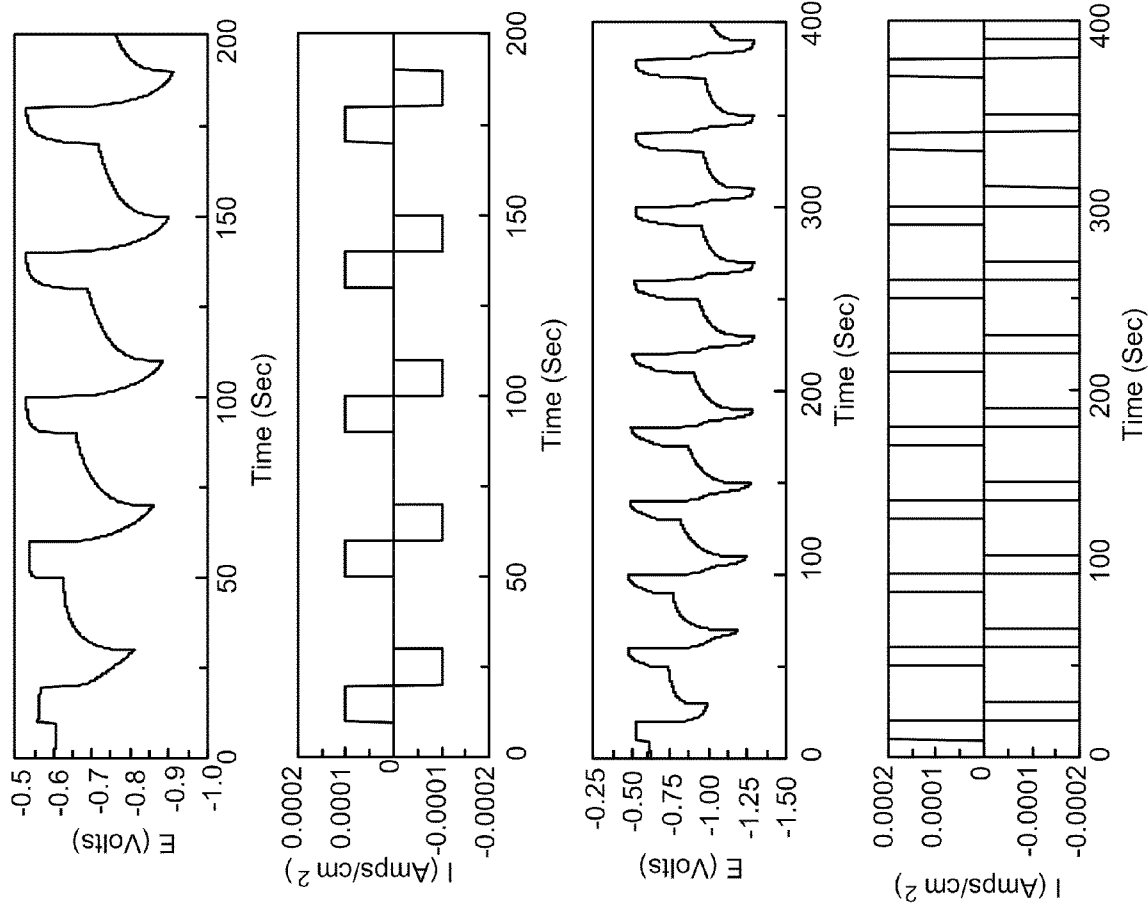 -0.5
-0.6
-0.7
-0.8
-0.9
-1.0
E (Volts)
0 50 100 150 200
Time (Sec)
0.0002
0.0001
0
-0.0001
-0.0002
I (Amps/cm 2)
0 50 100 150 200
Time (Sec)
-0.25
-0.50
-0.75
-1.00
-1.25
-1.50
E (Volts)
0 100 200 300 400
Time (Sec)
0.0002
0.0001
0
-0.0001
-0.0002
I (Amps/cm 2)
0 100 200 300 400
Time (Sec)